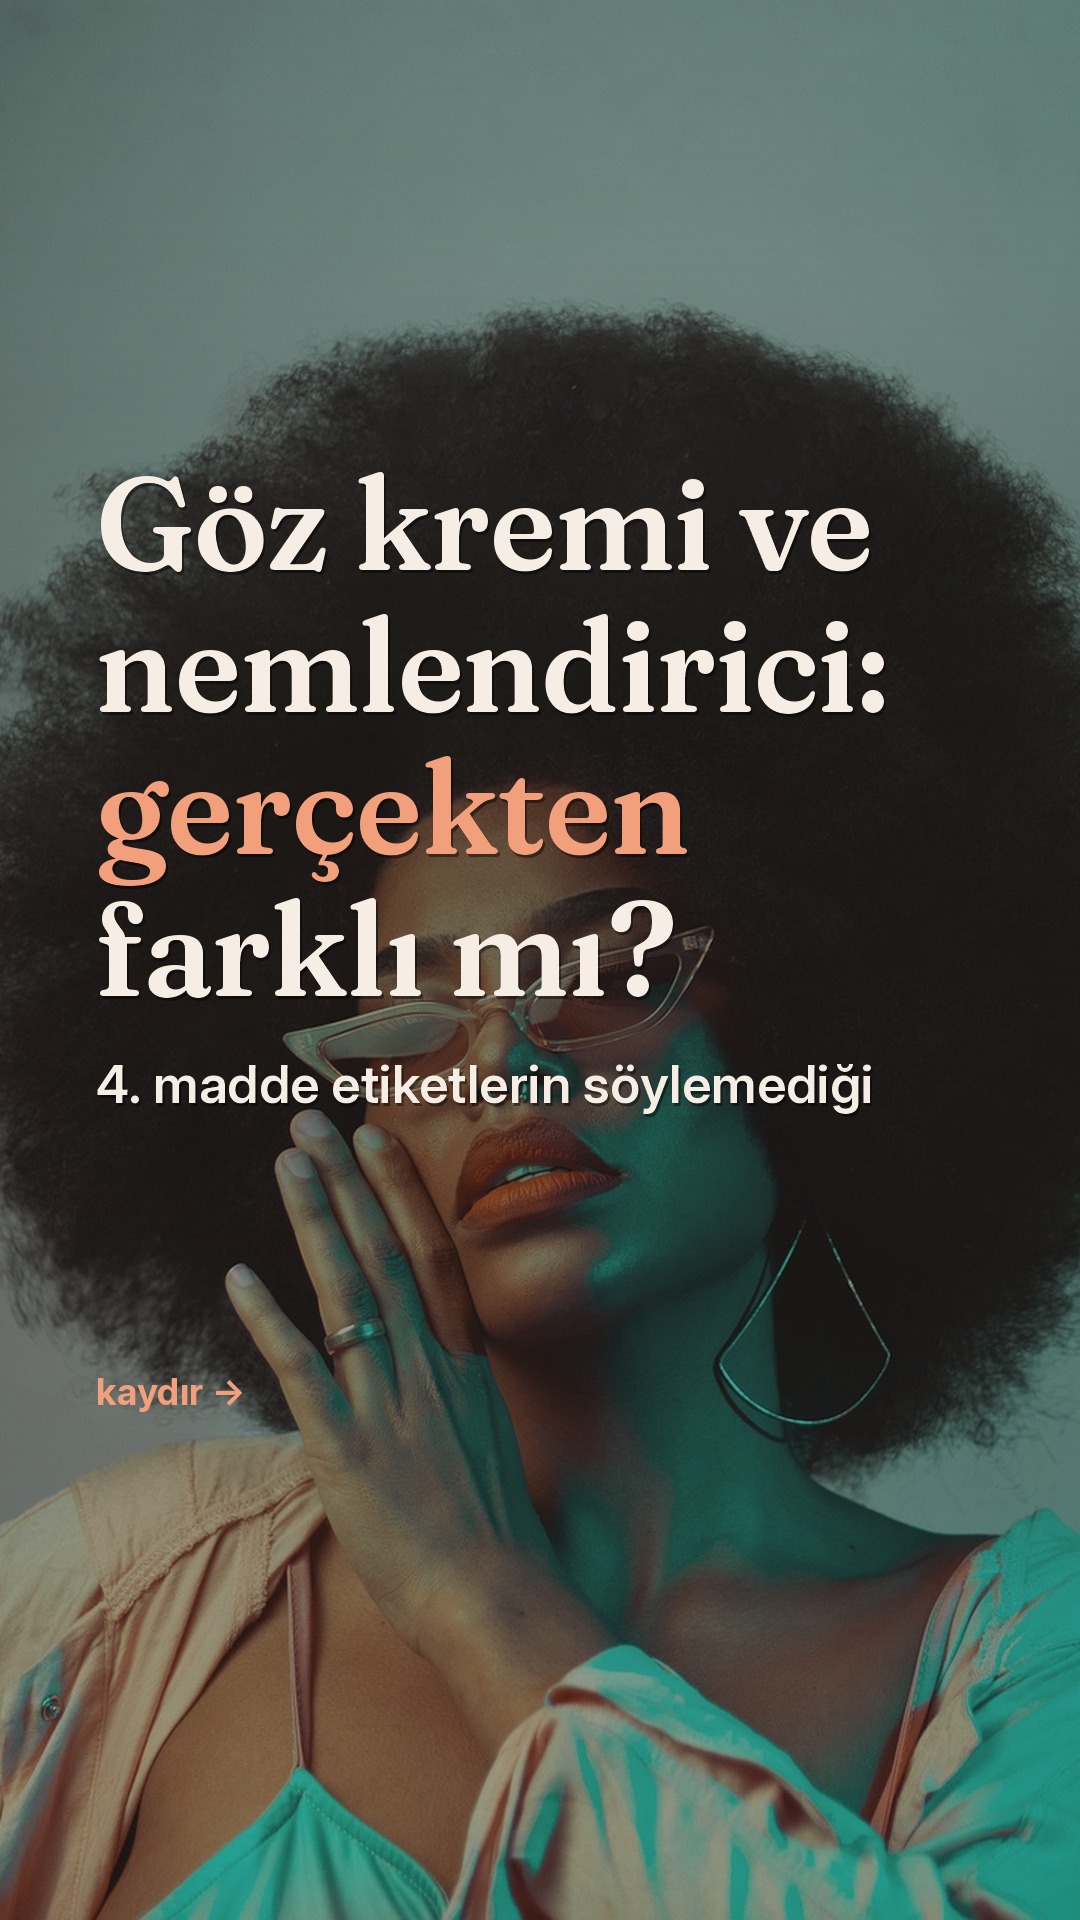 Göz kremi ve
nemlendirici:
gerçekten
farklı mı?
4. madde etiketlerin söylemediği
kaydır →